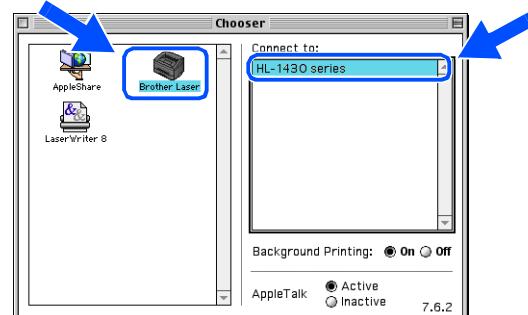 Chooser
AppleShare
Brother Laser
LaserWriter 8
Connect to:
HL-1430 series
Background Printing: On Off
AppleTalk Active
Inactive
7.6.2